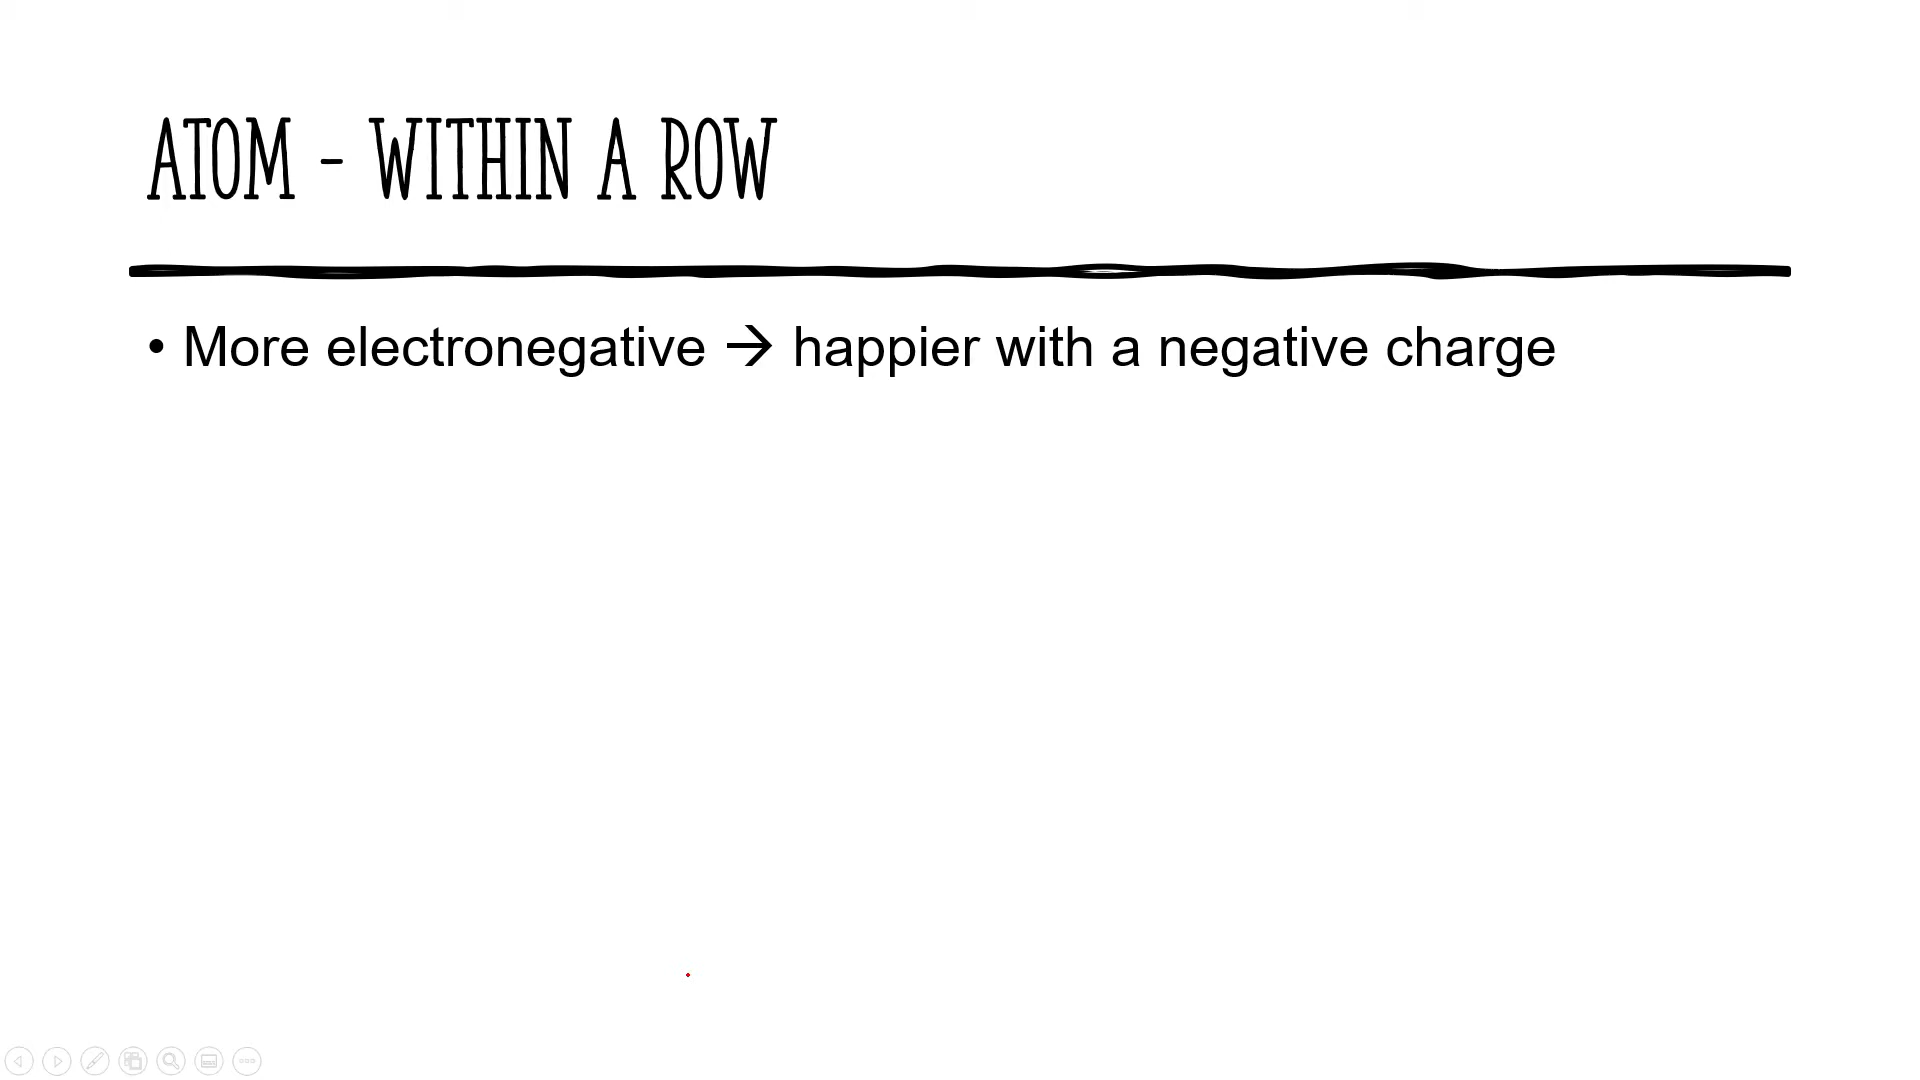 ATOM - WITHIN A ROW
• More electronegative → happier with a negative charge